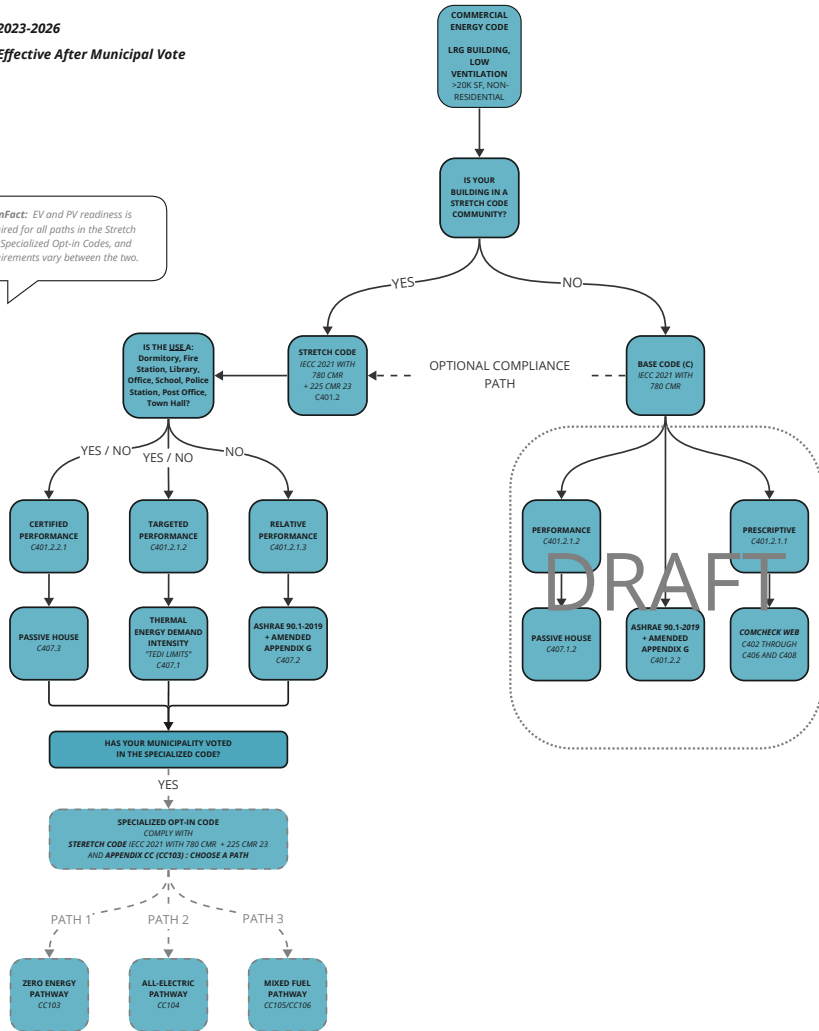 2023-2026
Effective After Municipal Vote
COMMERCIAL
ENERGY CODE
LRG BUILDING,
LOW
VENTILATION
>20K SF, NON-
RESIDENTIAL
IS YOUR
BUILDING IN A
STRETCH CODE
COMMUNITY?
nFact: EV and PV readiness is
ired for all paths in the Stretch
Specialized Opt-in Codes, and
irements vary between the two.
YES
NO
IS THE USE A:
Dormitory, Fire
Station, Library,
Office, School, Police
Station, Post Office,
Town Hall?
STRETCH CODE
IECC 2021 WITH
780 CMR
+ 225 CMR 23
C401.2
OPTIONAL COMPLIANCE
PATH
BASE CODE (C)
IECC 2021 WITH
780 CMR
YES / NO
YES / NO
NO
CERTIFIED
PERFORMANCE
C401.2.2.1
TARGETED
PERFORMANCE
C401.2.1.2
RELATIVE
PERFORMANCE
C401.2.1.3
PERFORMANCE
C401.2.1.2
PRESCRIPTIVE
C401.2.1.1
DRAFT
PASSIVE HOUSE
C407.3
THERMAL
ENERGY DEMAND
INTENSITY
"TEDI LIMITS"
C407.1
ASHRAE 90.1-2019
+ AMENDED
APPENDIX G
C407.2
PASSIVE HOUSE
C407.1.2
ASHRAE 90.1-2019
+ AMENDED
APPENDIX G
C401.2.2
COMCHECK WEB
C402 THROUGH
C406 AND C408
HAS YOUR MUNICIPALITY VOTED
IN THE SPECIALIZED CODE?
YES
SPECIALIZED OPT-IN CODE
COMPLY WITH
STERETCH CODE IECC 2021 WITH 780 CMR + 225 CMR 23
AND APPENDIX CC (CC103) : CHOOSE A PATH
PATH 1
PATH 2
PATH 3
ZERO ENERGY
PATHWAY
CC103
ALL-ELECTRIC
PATHWAY
CC104
MIXED FUEL
PATHWAY
CC105/CC106